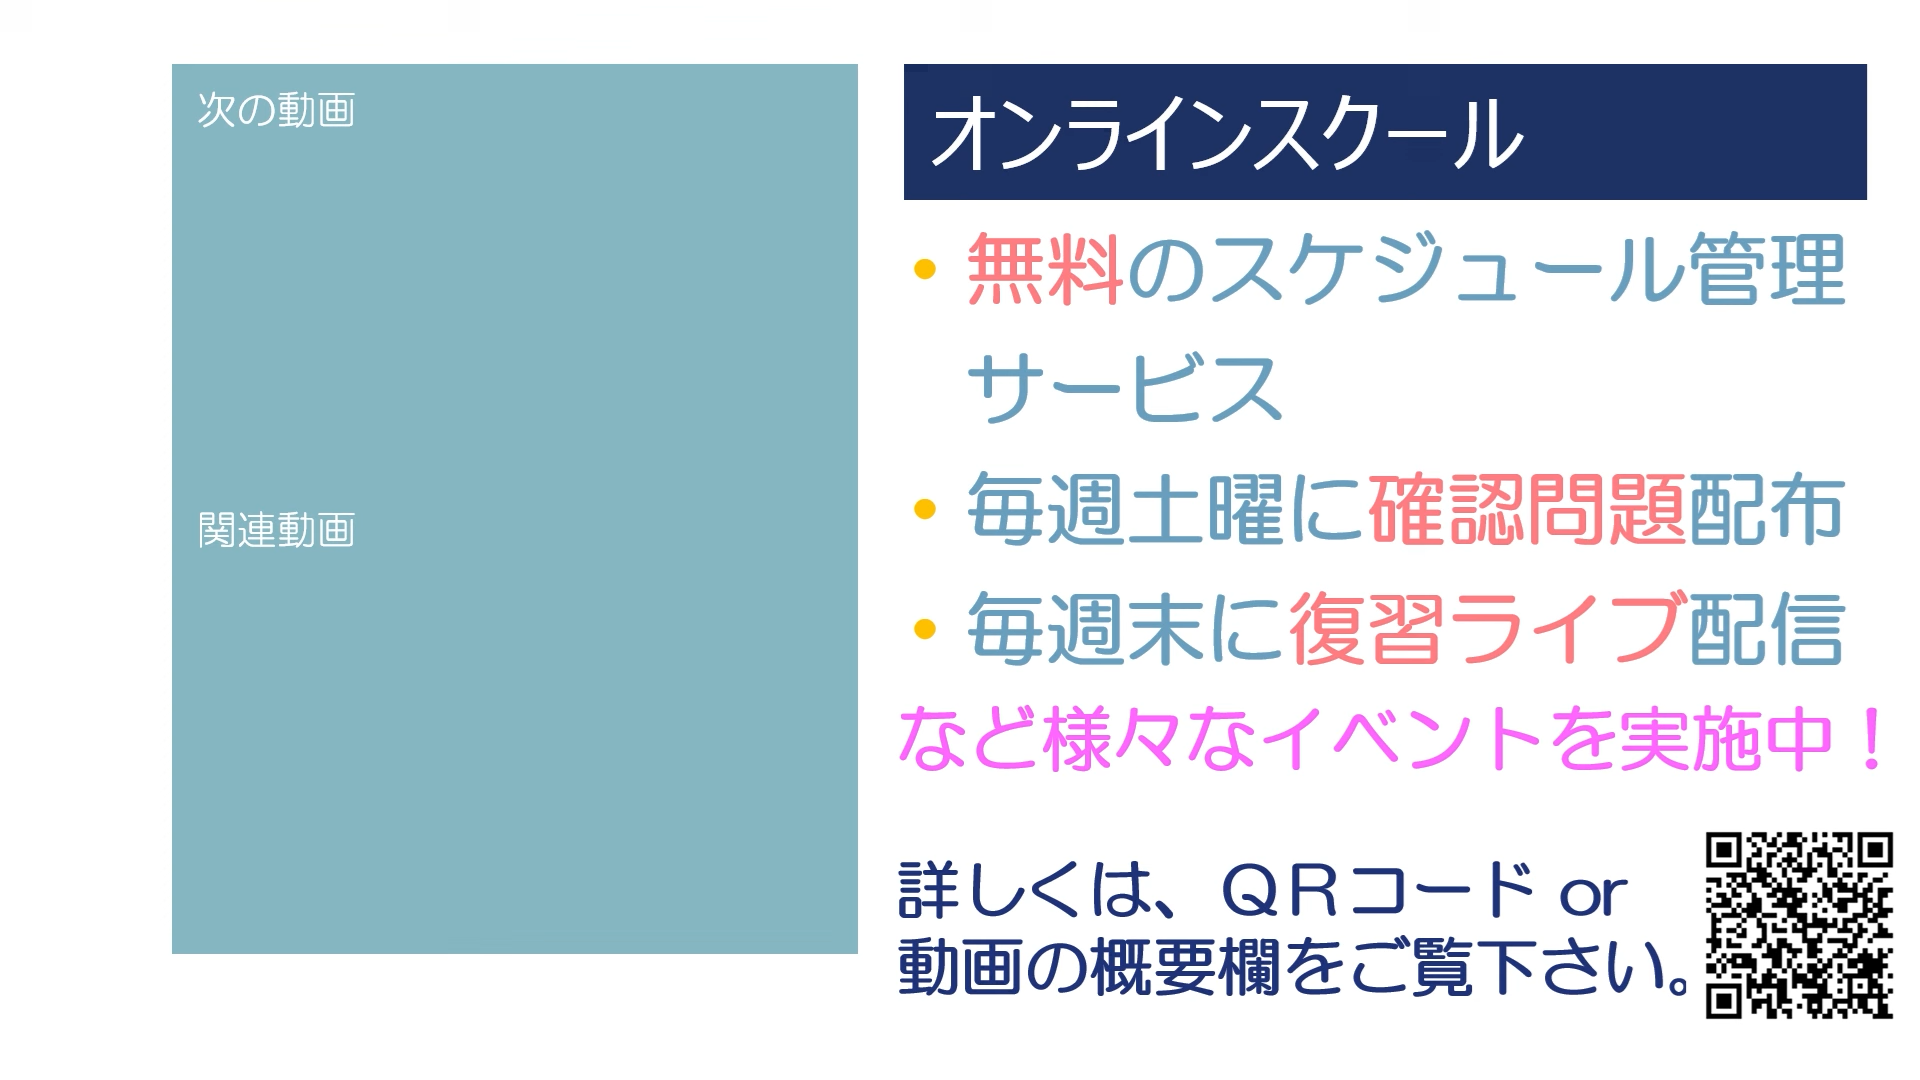 次の動画
関連動画
オンラインスクール
• 無料のスケジュール管理
サービス
• 毎週土曜に確認問題配布
• 毎週末に復習ライブ配信
など様々なイベントを実施中！
詳しくは、ＱＲコード or
動画の概要欄をご覧下さい。